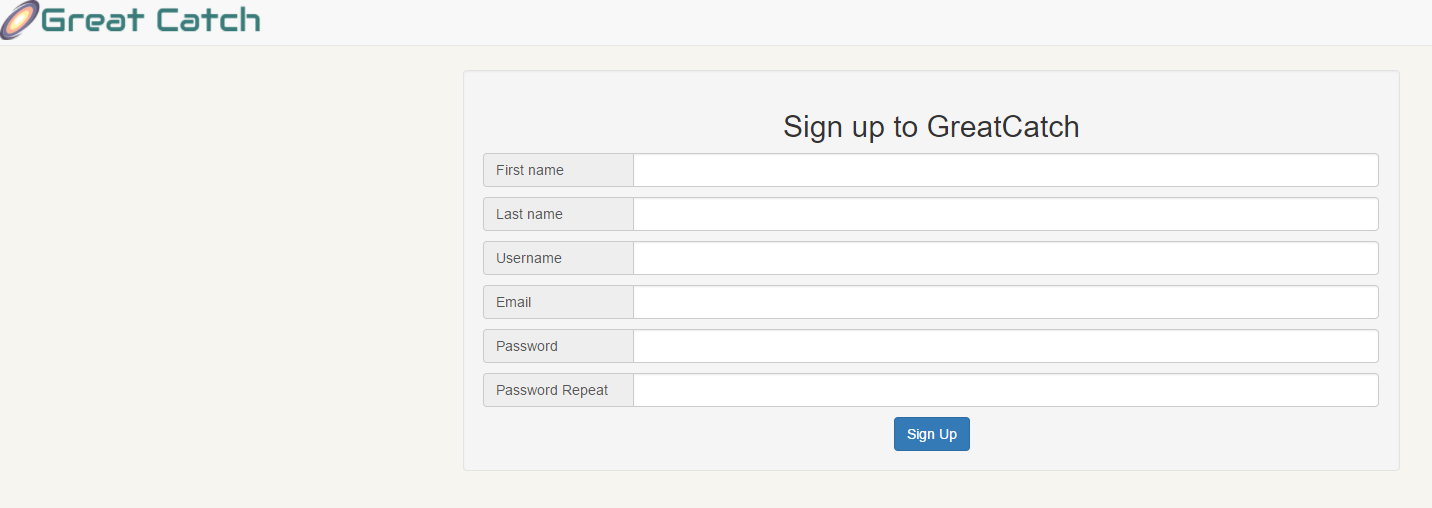 Great Catch
Sign up to GreatCatch
First name
Last name
Username
Email
Password
Password Repeat
Sign Up